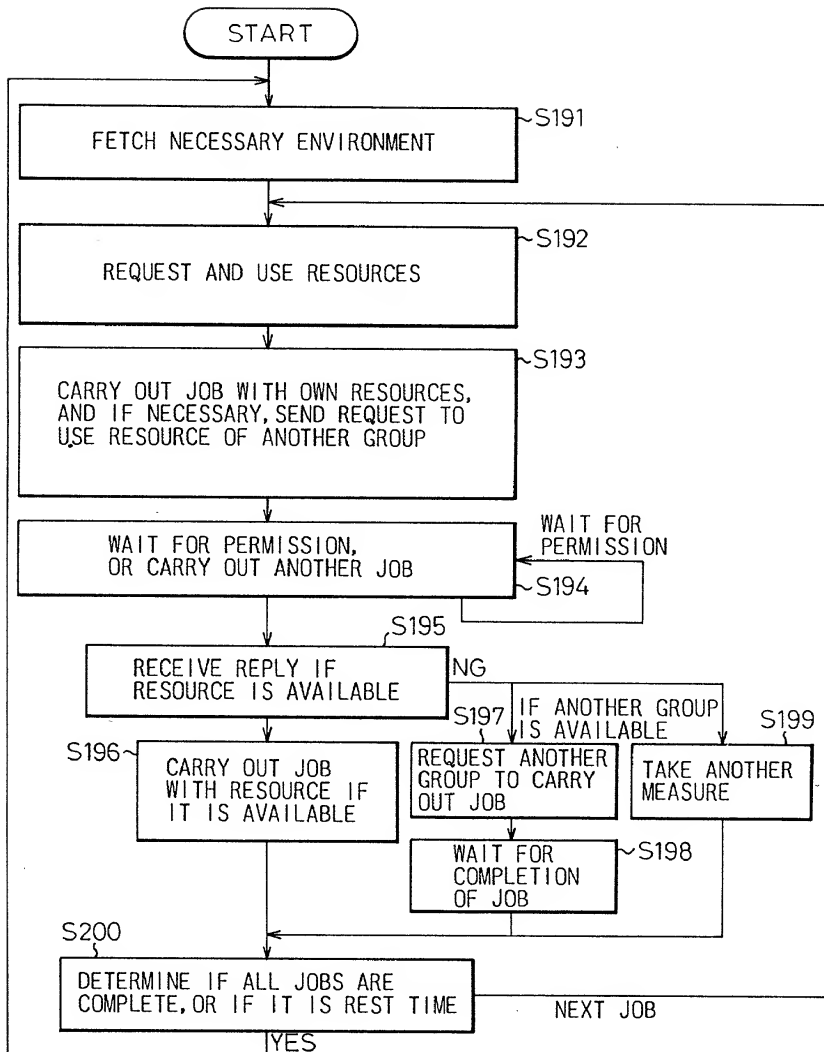 START
S191
FETCH NECESSARY ENVIRONMENT
S192
REQUEST AND USE RESOURCES
S193
CARRY OUT JOB WITH OWN RESOURCES,
AND IF NECESSARY, SEND REQUEST TO
USE RESOURCE OF ANOTHER GROUP
WAIT FOR PERMISSION,
OR CARRY OUT ANOTHER JOB
WAIT FOR
PERMISSION
S194
S195
RECEIVE REPLY IF
RESOURCE IS AVAILABLE
NG
IF ANOTHER GROUP
IS AVAILABLE
S196
CARRY OUT JOB
WITH RESOURCE IF
IT IS AVAILABLE
S197
REQUEST ANOTHER
GROUP TO CARRY
OUT JOB
S199
TAKE ANOTHER
MEASURE
WAIT FOR
COMPLETION
OF JOB
S198
S200
DETERMINE IF ALL JOBS ARE
COMPLETE, OR IF IT IS REST TIME
NEXT JOB
YES